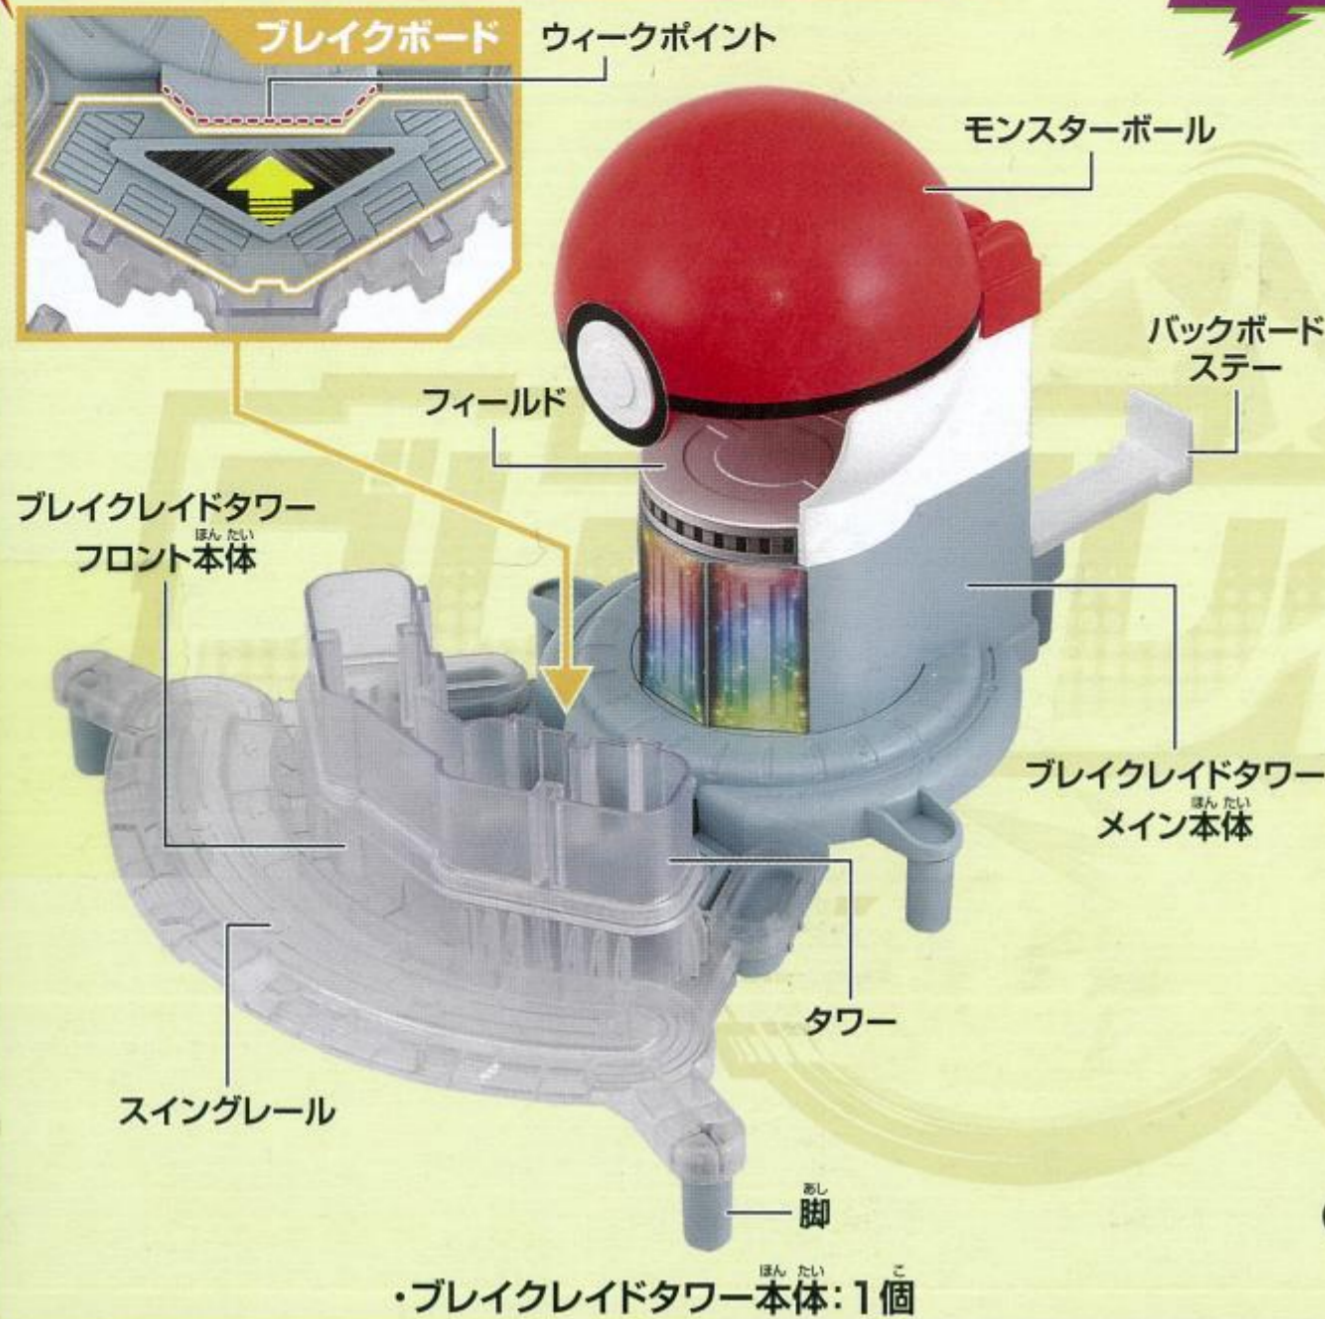 ブレイクボード
ウィークポイント
モンスターボール
バックボード
ステー
フィールド
ブレイクレイドタワー
ほんたい
フロント本体
ブレイクレイドタワー
ほんたい
メイン本体
タワー
スイングレール
あし
脚
ほんたい こ
・ブレイクレイドタワー本体:1個